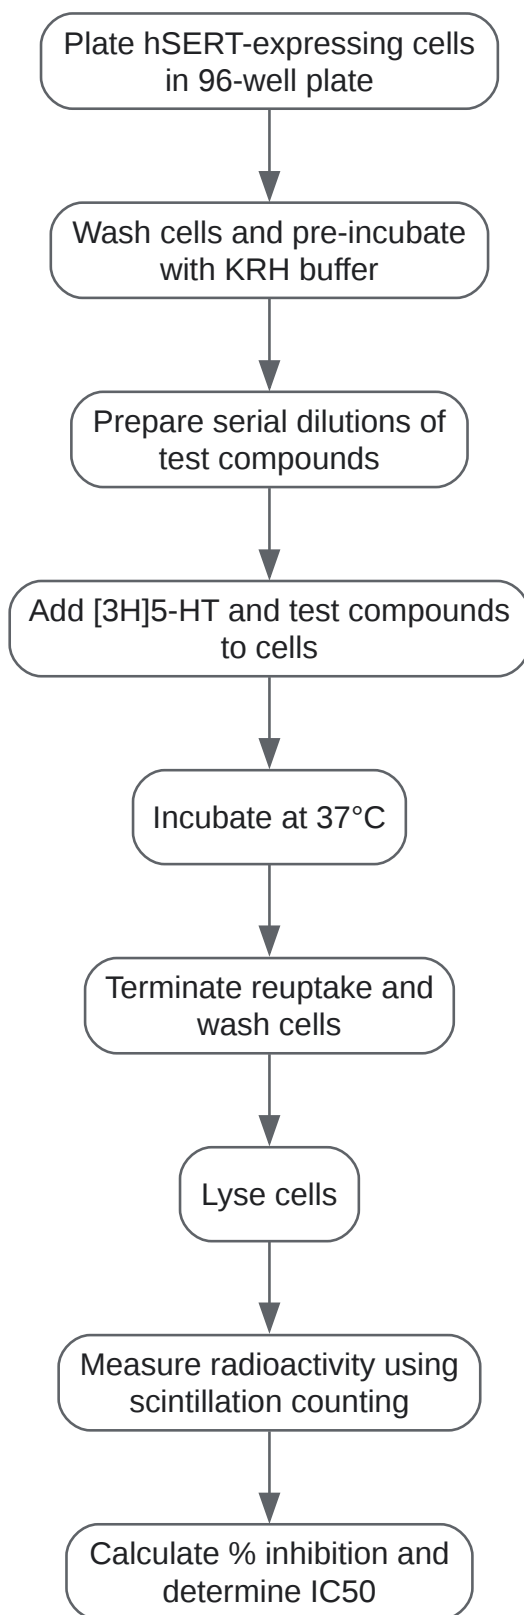 Plate hSERT-expressing cells
in 96-well plate
Wash cells and pre-incubate
with KRH buffer
Prepare serial dilutions of
test compounds
Add [3H]5-HT and test compounds
to cells
Incubate at 37°C
Terminate reuptake and
wash cells
Lyse cells
Measure radioactivity using
scintillation counting
Calculate % inhibition and
determine IC50